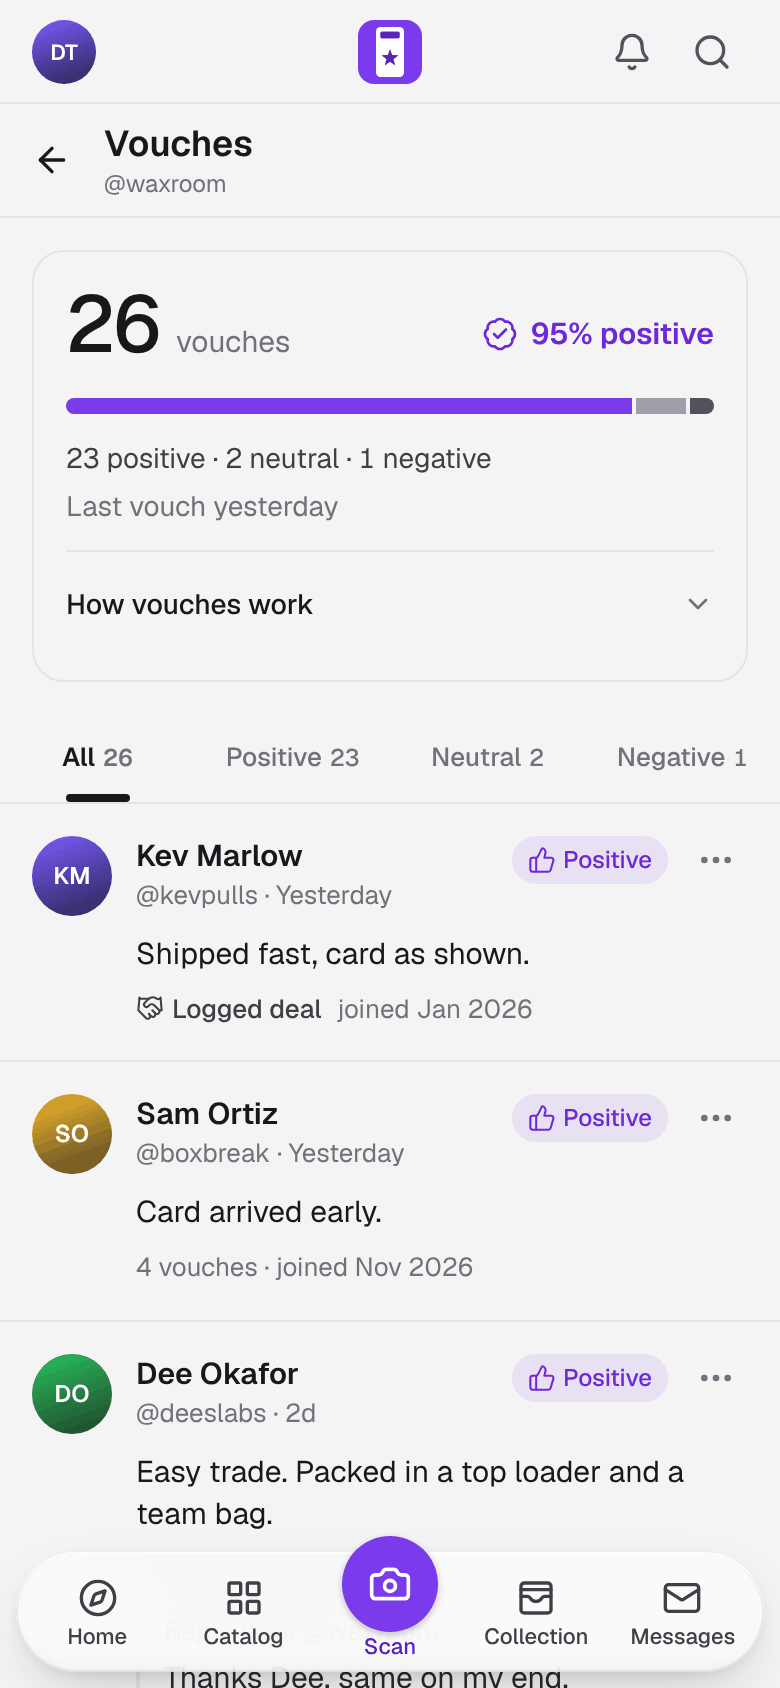 DT
Vouches
@waxroom
26 vouches
95% positive
23 positive · 2 neutral · 1 negative
Last vouch yesterday
How vouches work
All 26
Positive 23
Neutral 2
Negative 1
KM
Kev Marlow
Positive
@kevpulls · Yesterday
Shipped fast, card as shown.
Logged deal joined Jan 2026
SO
Sam Ortiz
Positive
@boxbreak · Yesterday
Card arrived early.
4 vouches · joined Nov 2026
DO
Dee Okafor
Positive
@deeslabs · 2d
Easy trade. Packed in a top loader and a
team bag.
Home
Catalog
Scan
Collection
Messages
Thanks Dee, same on my end.